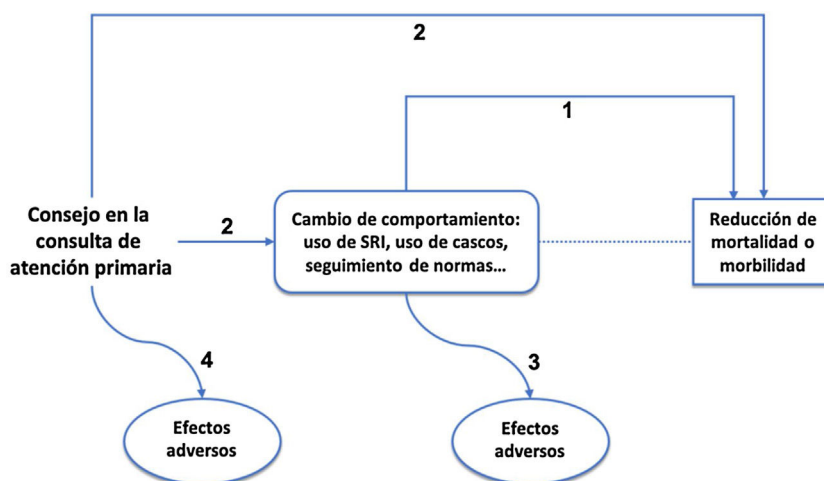 2
1
Consejo en la
consulta de
atención primaria
2
Cambio de comportamiento:
uso de SRI, uso de cascos,
seguimiento de normas...
Reducción de
mortalidad o
morbilidad
4
3
Efectos
adversos
Efectos
adversos